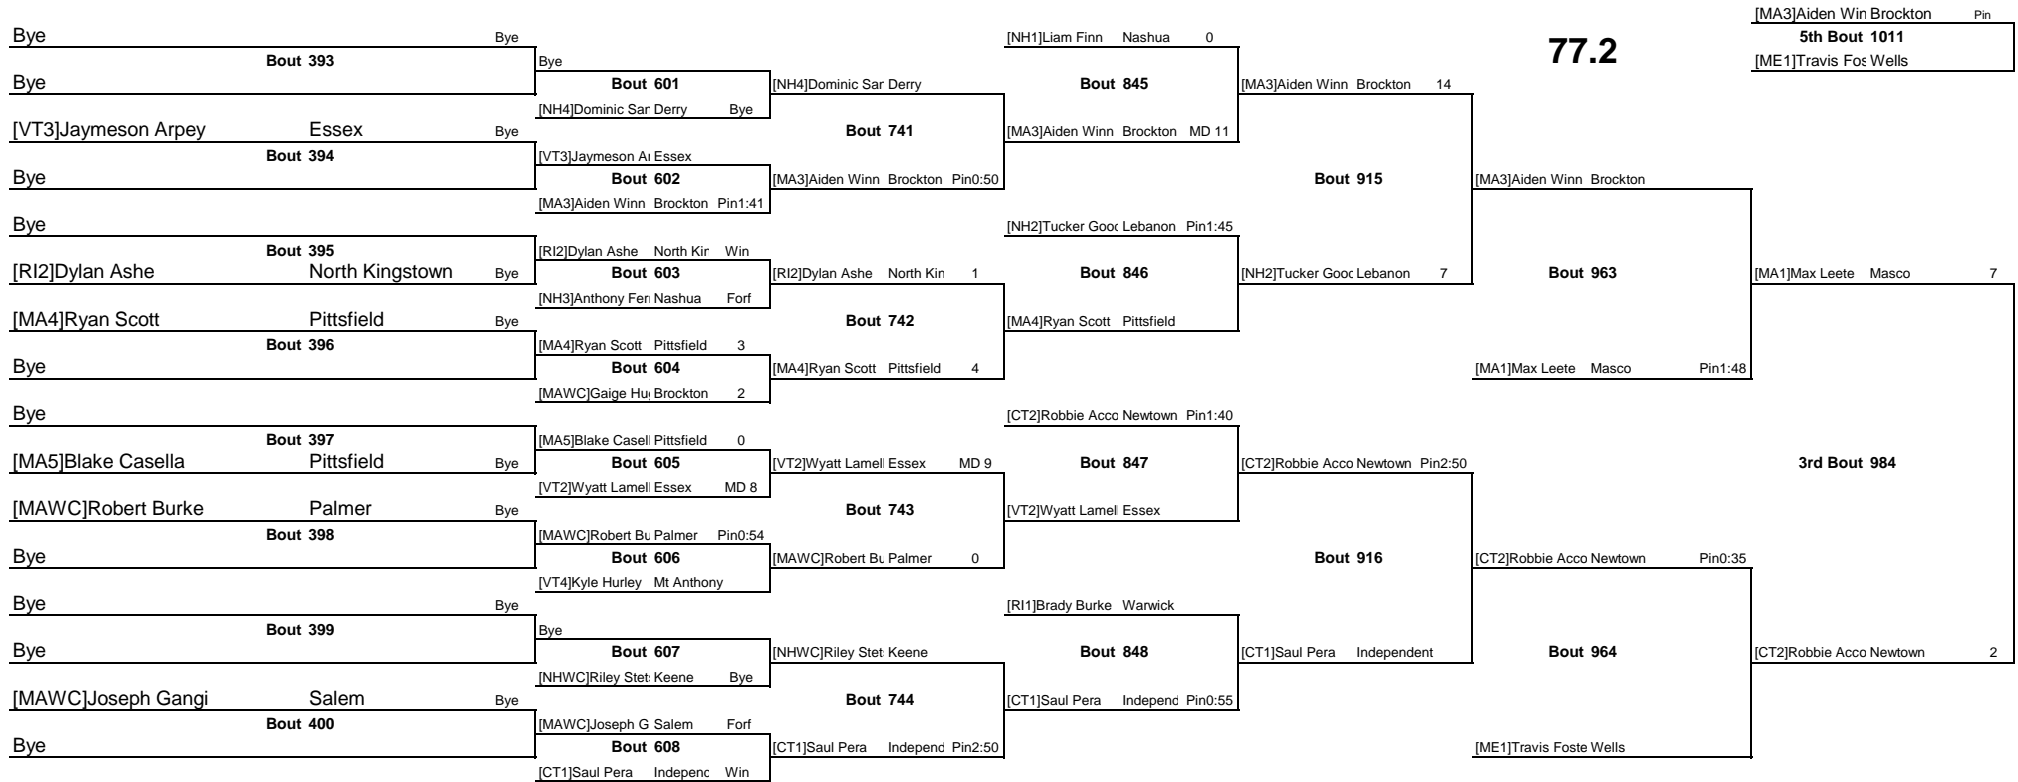 [MA3]Aiden Win Brockton Pin
Bye Bye [NH1]Liam Finn Nashua 0 77.2 5th Bout 1011
Bout 393 Bye [ME1]Travis Fos Wells
Bye Bout 601 [NH4]Dominic Sar Derry Bout 845 [MA3]Aiden Winn Brockton 14
[NH4]Dominic Sar Derry Bye
[VT3]Jaymeson Arpey Essex Bye Bout 741 [MA3]Aiden Winn Brockton MD 11
Bout 394 [VT3]Jaymeson Ar Essex
Bye Bout 602 [MA3]Aiden Winn Brockton Pin0:50 Bout 915 [MA3]Aiden Winn Brockton
[MA3]Aiden Winn Brockton Pin1:41
Bye [NH2]Tucker Gooc Lebanon Pin1:45
Bout 395 [RI2]Dylan Ashe North Kin Win
[RI2]Dylan Ashe North Kingstown Bye Bout 603 [RI2]Dylan Ashe North Kin 1 Bout 846 [NH2]Tucker Gooc Lebanon 7 Bout 963 [MA1]Max Leete Masco 7
[NH3]Anthony Fern Nashua Forf
[MA4]Ryan Scott Pittsfield Bye Bout 742 [MA4]Ryan Scott Pittsfield
Bout 396 [MA4]Ryan Scott Pittsfield 3
Bye Bout 604 [MA4]Ryan Scott Pittsfield 4 [MA1]Max Leete Masco Pin1:48
[MAWC]Gaige Hug Brockton 2
Bye [CT2]Robbie Acco Newtown Pin1:40
Bout 397 [MA5]Blake Casell Pittsfield 0
[MA5]Blake Casella Pittsfield Bye Bout 605 [VT2]Wyatt Lamell Essex MD 9 Bout 847 [CT2]Robbie Acco Newtown Pin2:50 3rd Bout 984
[VT2]Wyatt Lamell Essex MD 8
[MAWC]Robert Burke Palmer Bye Bout 743 [VT2]Wyatt Lamell Essex
Bout 398 [MAWC]Robert Bu Palmer Pin0:54
Bye Bout 606 [MAWC]Robert Bu Palmer 0 Bout 916 [CT2]Robbie Acco Newtown Pin0:35
[VT4]Kyle Hurley Mt Anthony
Bye Bye [RI1]Brady Burke Warwick
Bout 399 Bye
Bye Bout 607 [NHWC]Riley Stets Keene Bout 848 [CT1]Saul Pera Independent Bout 964 [CT2]Robbie Acco Newtown 2
[NHWC]Riley Stets Keene Bye
[MAWC]Joseph Gangi Salem Bye Bout 744 [CT1]Saul Pera Independ Pin0:55
Bout 400 [MAWC]Joseph G Salem Forf
Bye Bout 608 [CT1]Saul Pera Independ Pin2:50 [ME1]Travis Foste Wells
[CT1]Saul Pera Independ Win